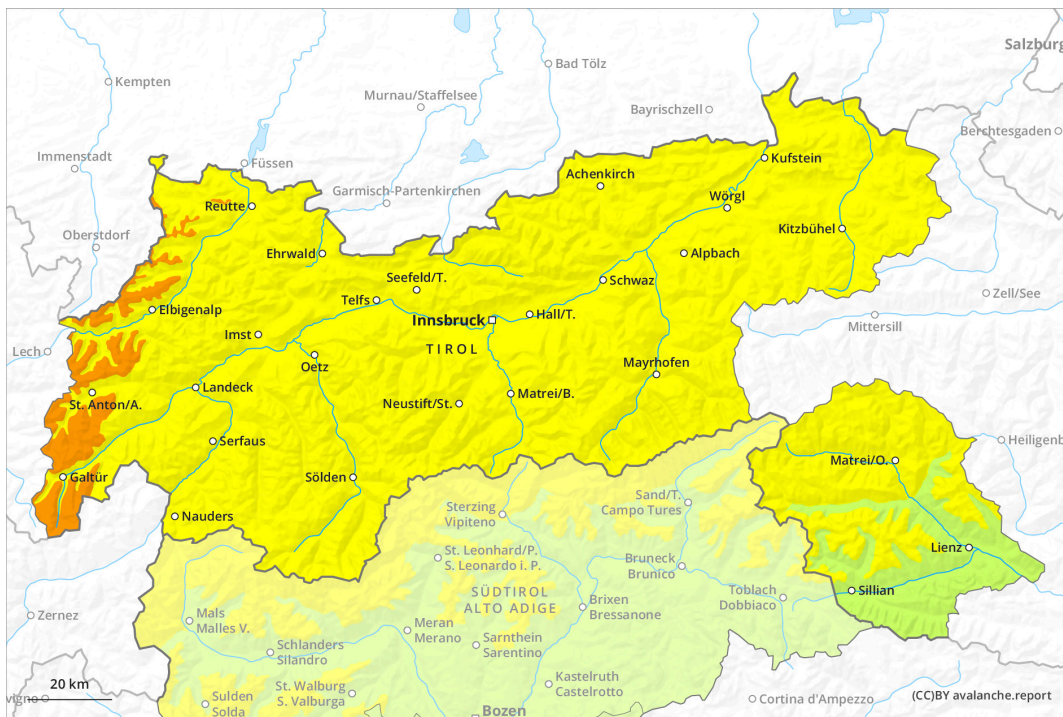 Salzburg
Bad Tölz
Kempten
Murnau/Staffelsee
Bayrischzell
Berchtesgaden
Immenstadt
Füssen
Kufstein
Achenkirch
Garmisch-Partenkirchen
Wörgl
Reutte
Kitzbühel
Oberstdorf
Ehrwald
Alpbach
Seefeld/T.
Schwaz
Zell/See
Telfs
Elbigenalp
Innsbruck
Hall/T.
Mittersill
Imst
Lech
TIROL
Oetz
Mayrhofen
Landeck
Matrei/B.
St. Anton/A.
Neustift/St.
Serfaus
Heiligenb
Matrei/O.
Galtür
Sölden
Sand/T.
Campo Tures
Sterzing
Vipiteno
Nauders
Lienz
St. Leonhard/P.
S. Leonardo i. P.
Bruneck
Brunico
SÜDTIROL
ALTO ADIGE
Sillian
Toblach
Dobbiaco
Brixen
Bressanone
Zernez
Mals
Malles V.
Meran
Merano
Schlanders
Silandro
Sarnthein
Sarentino
Kastelruth
Castelrotto
20 km
St. Walburg
S. Valburga
vigno
Sulden
Solda
Cortina d'Ampezzo
(CC)BY avalanche.report
Bozen